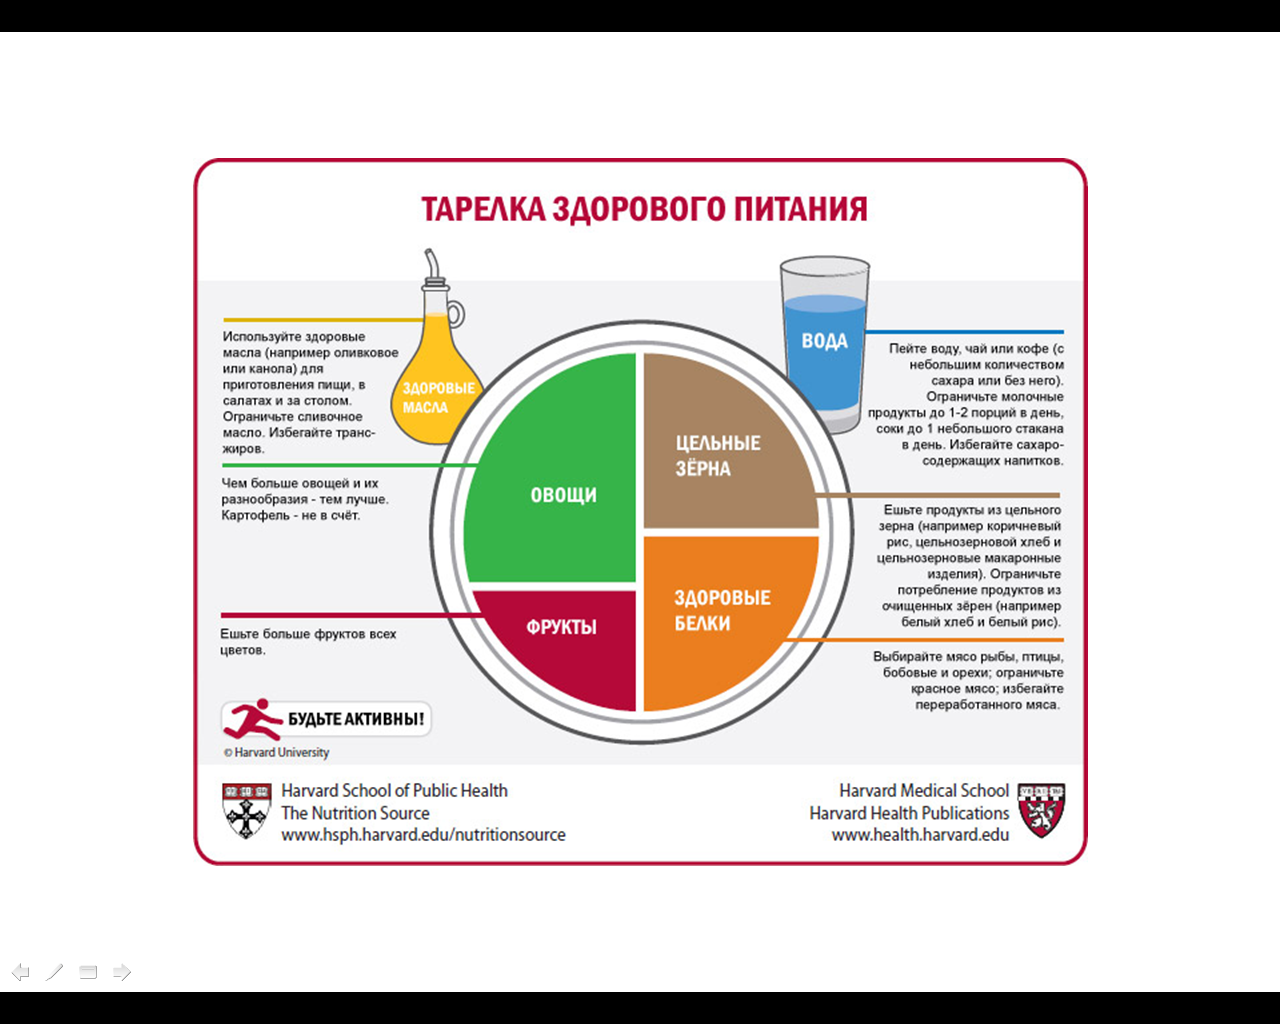 ТАРЕЛКА ЗДОРОВОГО ПИТАНИЯ
Используйте здоровые
масла (например оливковое
или канола) для
приготовления пищи, в
салатах и за столом.
Ограничьте сливочное
масло. Избегайте транс-
жиров.
ЗДОРОВЫЕ
МАСЛА
ВОДА
Пейте воду, чай или кофе (с
небольшим количеством
сахара или без него).
Ограничьте молочные
продукты до 1-2 порций в день,
соки до 1 небольшого стакана
в день. Избегайте сахаро-
содержащих напитков.
Чем больше овощей и их
разнообразия - тем лучше.
Картофель - не в счёт.
ОВОЩИ
ЦЕЛЬНЫЕ
ЗЁРНА
Ешьте продукты из цельного
зерна (например коричневый
рис, цельнозерновой хлеб и
цельнозерновые макаронные
изделия). Ограничьте
потребление продуктов из
очищенных зёрен (например
белый хлеб и белый рис).
Ешьте больше фруктов всех
цветов.
ФРУКТЫ
ЗДОРОВЫЕ
БЕЛКИ
Выбирайте мясо рыбы, птицы,
бобовые и орехи; ограничьте
красное мясо; избегайте
переработанного мяса.
БУДЬТЕ АКТИВНЫ!
© Harvard University
Harvard School of Public Health
The Nutrition Source
www.hsph.harvard.edu/nutritionsource
Harvard Medical School
Harvard Health Publications
www.health.harvard.edu